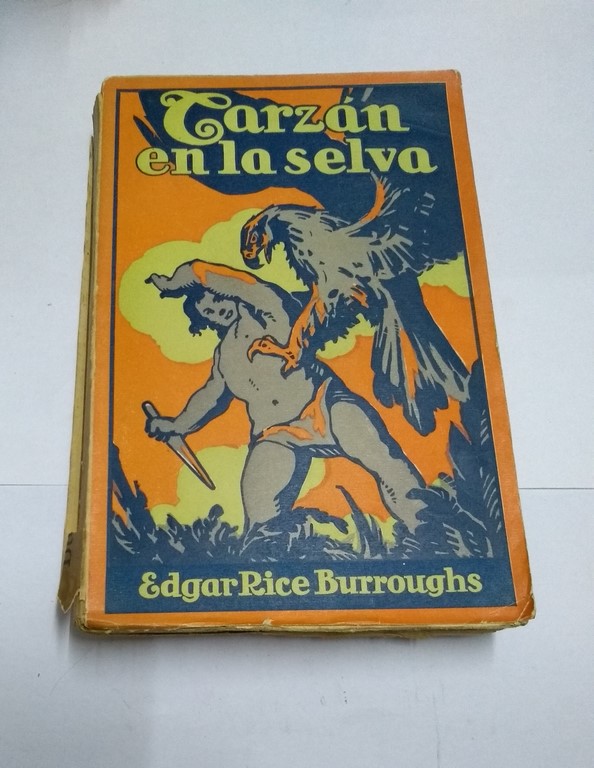 Tarzán
en la selva
Edgar Rice Burroughs